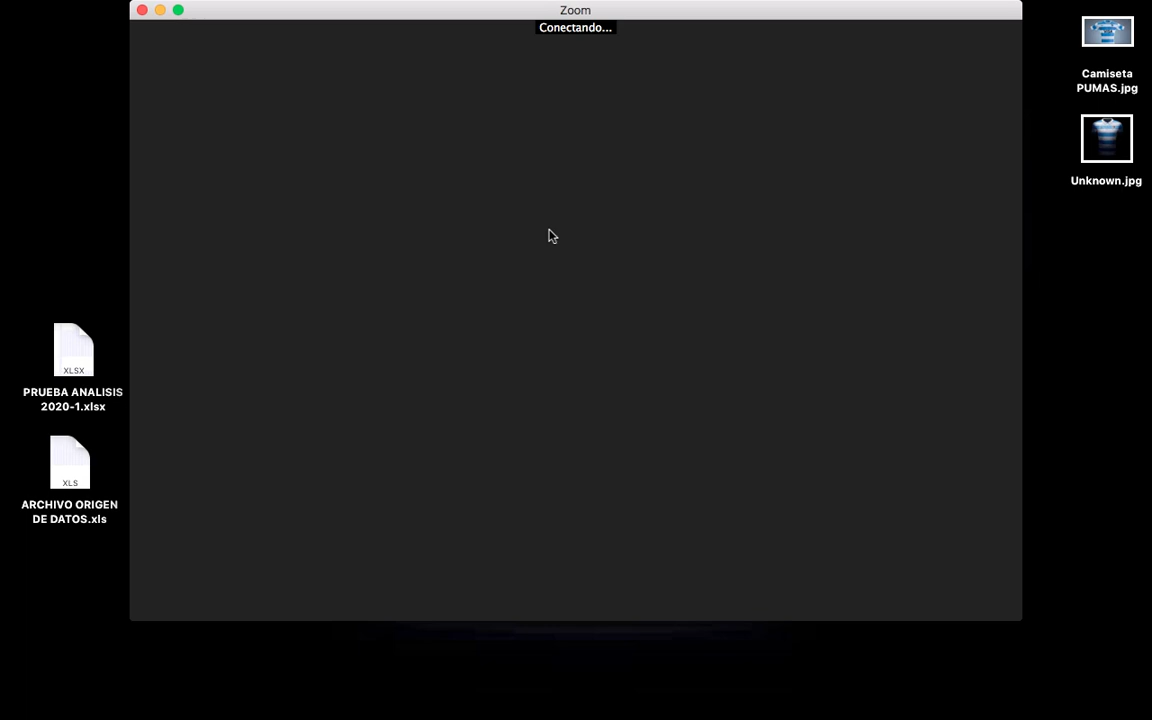 Zoom
Conectando...
Camiseta
PUMAS.jpg
Unknown.jpg
XLSX
PRUEBA ANALISIS
2020-1.xlsx
XLS
ARCHIVO ORIGEN
DE DATOS.xls